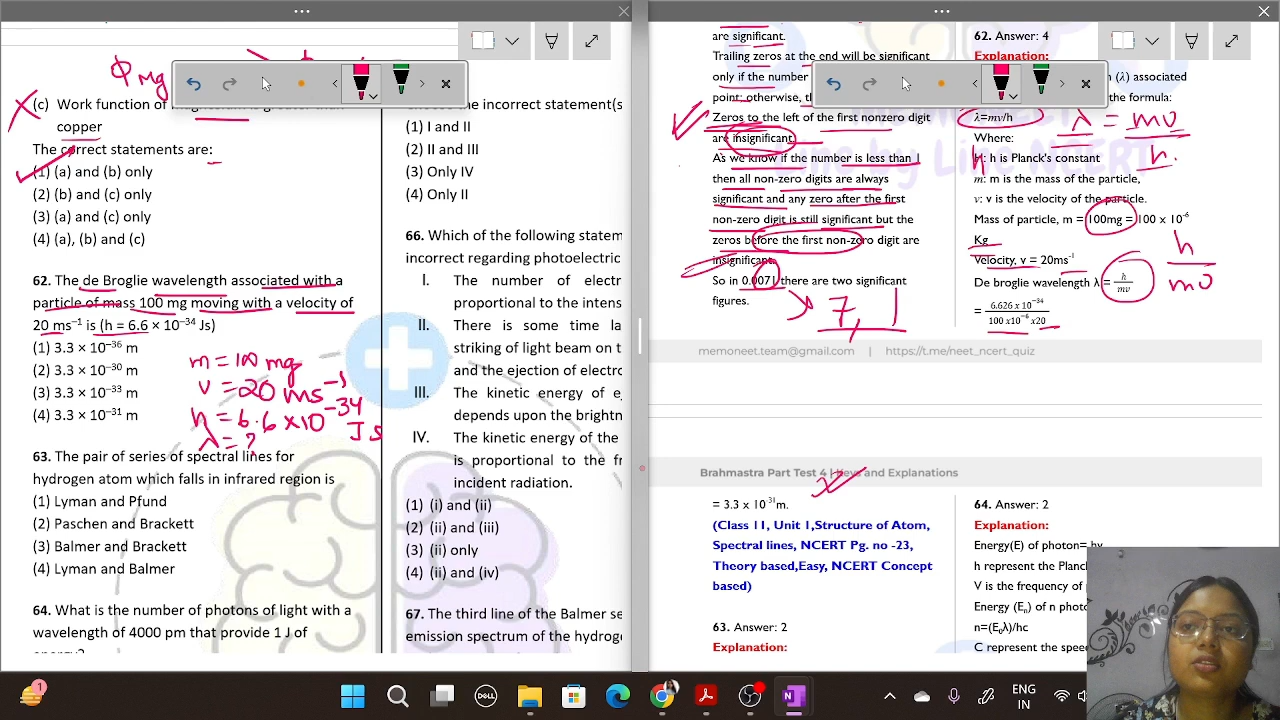 Φ Mg
(c) Work function of
copper
The correct statements are:
(1) (a) and (b) only
(2) (b) and (c) only
(3) (a) and (c) only
(4) (a), (b) and (c)
62. The de Broglie wavelength associated with a
particle of mass 100 mg moving with a velocity of
20 ms⁻¹ is (h = 6.6 × 10⁻³⁴ Js)
(1) 3.3 × 10⁻³⁶ m
(2) 3.3 × 10⁻³⁰ m
(3) 3.3 × 10⁻³³ m
(4) 3.3 × 10⁻³¹ m
m = 100 mg
v = 20 ms⁻¹
h = 6.6 × 10⁻³⁴
Js
λ = ?
63. The pair of series of spectral lines for
hydrogen atom which falls in infrared region is
(1) Lyman and Pfund
(2) Paschen and Brackett
(3) Balmer and Brackett
(4) Lyman and Balmer
64. What is the number of photons of light with a
wavelength of 4000 pm that provide 1 J of
energy?
the incorrect statement(s
(1) I and II
(2) II and III
(3) Only IV
(4) Only II
66. Which of the following statem
incorrect regarding photoelectric
I. The number of electr
proportional to the intens
II. There is some time la
striking of light beam on t
and the ejection of electro
III. The kinetic energy of e
depends upon the brightn
IV. The kinetic energy of the
is proportional to the fr
incident radiation.
(1) (i) and (ii)
(2) (ii) and (iii)
(3) (ii) only
(4) (ii) and (iv)
67. The third line of the Balmer se
emission spectrum of the hydroge
are significant.
Trailing zeros at the end will be significant
only if the number
point; otherwise,
Zeros to the left of the first nonzero digit
are insignificant.
As we know if the number is less than 1
then all non-zero digits are always
significant and any zero after the first
non-zero digit is still significant but the
zeros before the first non-zero digit are
insignificant.
So in 0.0071, there are two significant
figures.
7, 1
62. Answer: 4
Explanation:
(λ) associated
the formula:
λ=mv/h
λ = mv
h
Where:
H: h is Planck's constant
h
m: m is the mass of the particle,
v: v is the velocity of the particle.
Mass of particle, m = 100mg = 100 x 10⁻⁶
Kg
Velocity, v = 20ms⁻¹
De broglie wavelength λ = h/mv
h
mv
= 6.626 x 10⁻³⁴
100 x10⁻⁶ x20
memoneet.team@gmail.com | https://t.me/neet_ncert_quiz
Brahmastra Part Test 4 | Keys and Explanations
= 3.3 x 10⁻³¹m.
(Class 11, Unit 1,Structure of Atom,
Spectral lines, NCERT Pg. no -23,
Theory based,Easy, NCERT Concept
based)
63. Answer: 2
Explanation:
64. Answer: 2
Explanation:
Energy(E) of photon= hv
h represent the Planck
V is the frequency of
Energy (Eₙ) of n photo
n=(Eₙλ)/hc
C represent the spee
line by Line NCERT
DELL
1
ENG
IN